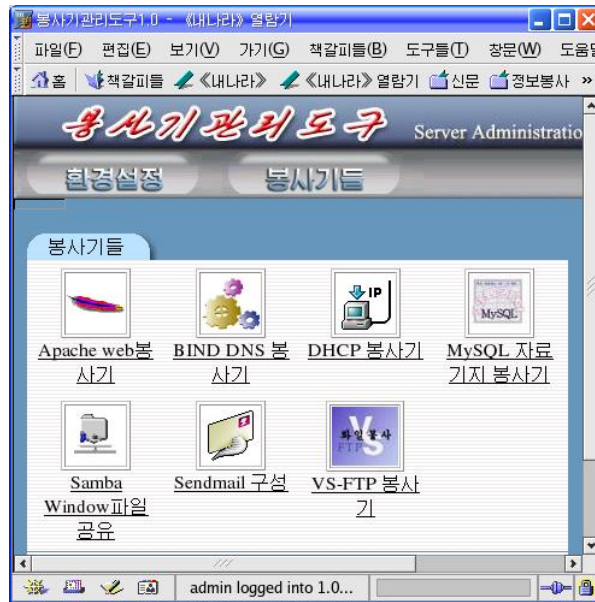 봉사기관리도구1.0 - 《내나라》 열람기
파일(F) 편집(E) 보기(V) 가기(G) 책갈피들(B) 도구들(T) 창문(W) 도움말
홈 책갈피들 《내나라》 《내나라》 열람기 신문 정보봉사 »
봉사기관리도구 Server Administratio
환경설정 봉사기들
봉사기들
IP
MySQL
Apache web봉
사기
BIND DNS 봉
사기
DHCP 봉사기
MySQL 자료
기지 봉사기
화일봉사
FTP
VS
Samba
Window파일
공유
Sendmail 구성
VS-FTP 봉사
기
admin logged into 1.0...